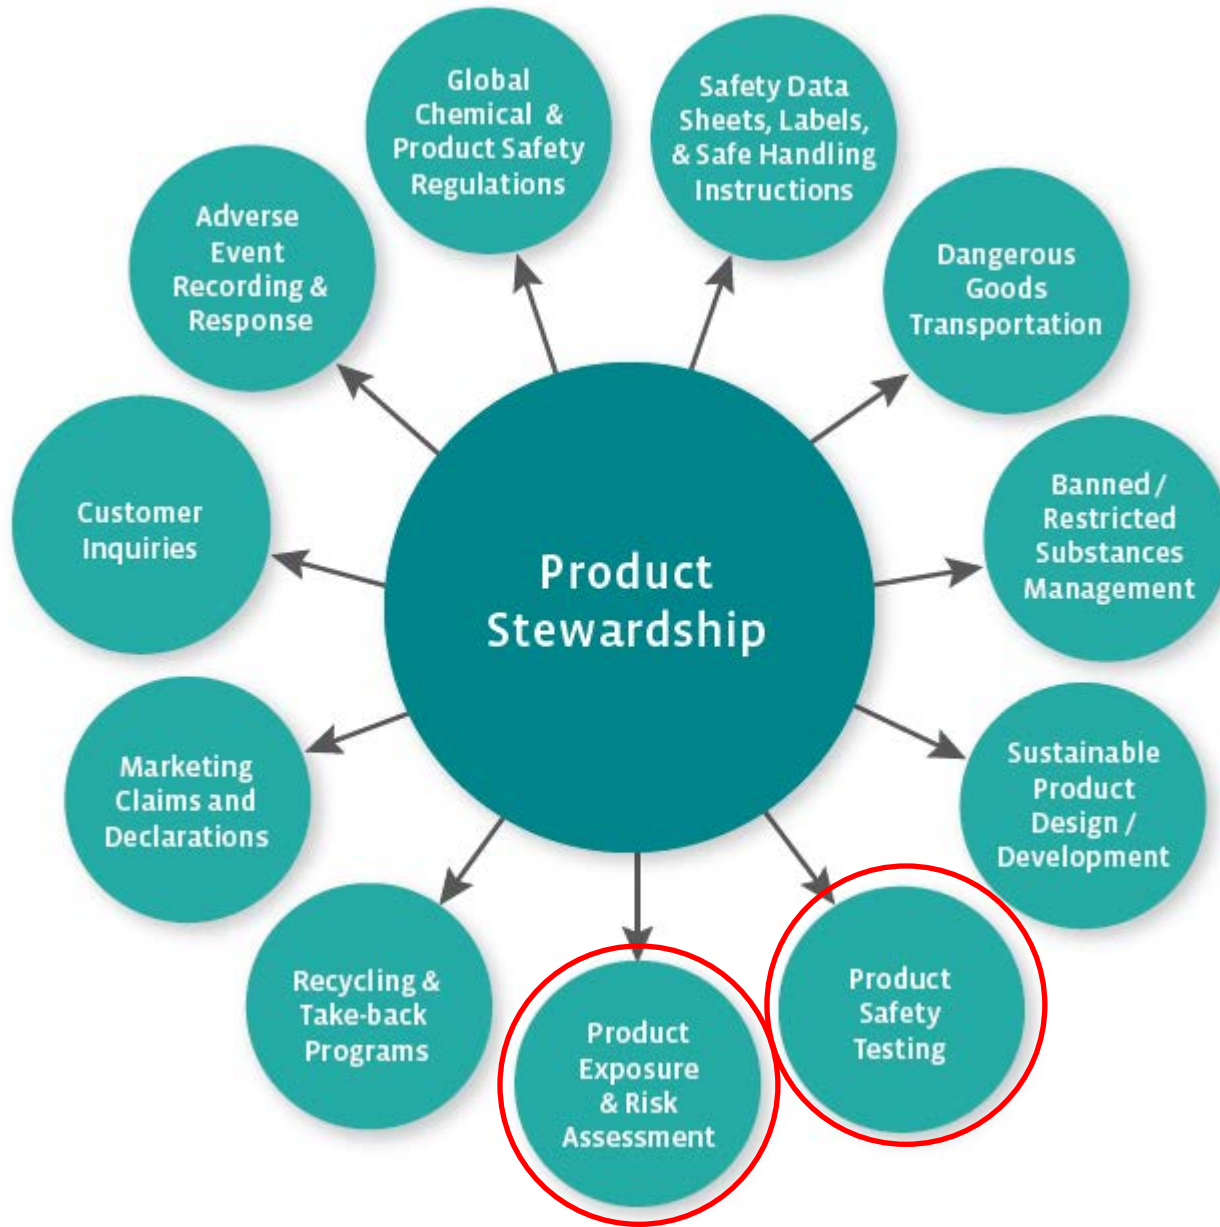 Product
Stewardship
Global
Chemical &
Product Safety
Regulations
Safety Data
Sheets, Labels,
& Safe Handling
Instructions
Dangerous
Goods
Transportation
Banned /
Restricted
Substances
Management
Sustainable
Product
Design /
Development
Product
Safety
Testing
Product
Exposure
& Risk
Assessment
Recycling &
Take-back
Programs
Marketing
Claims and
Declarations
Customer
Inquiries
Adverse
Event
Recording &
Response